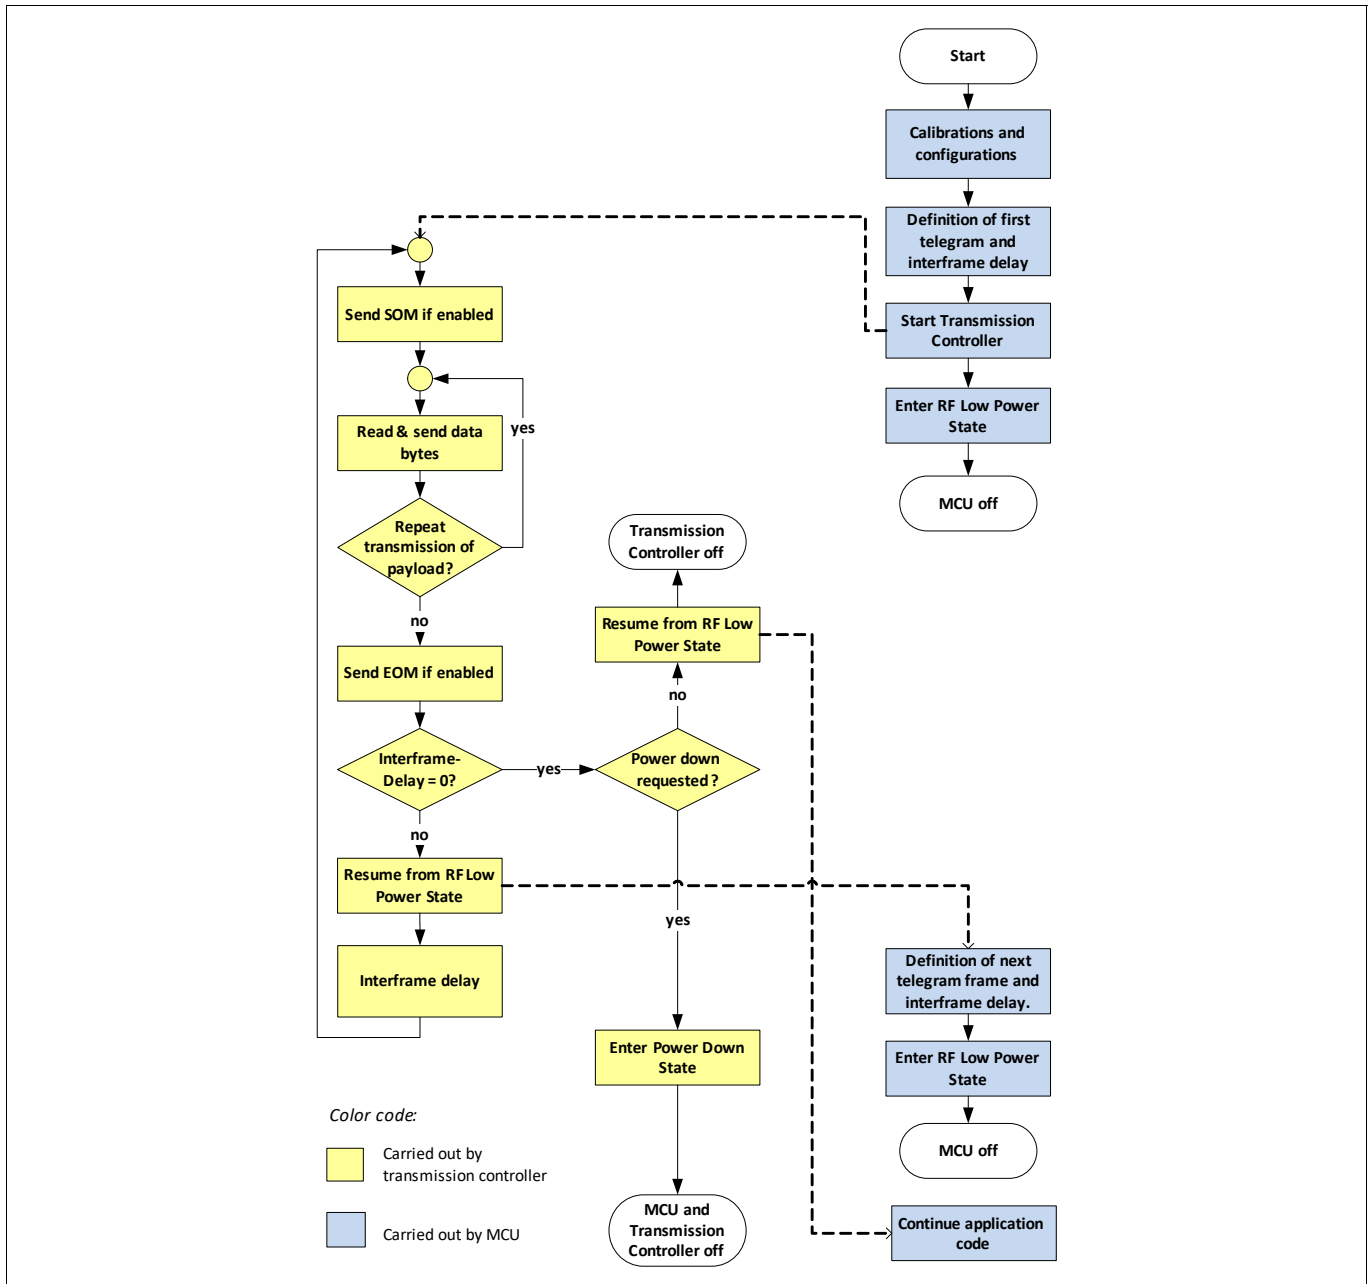 Start
Calibrations and
configurations
Definition of first
telegram and
interframe delay
Start Transmission
Controller
Enter RF Low Power
State
MCU off
Send SOM if enabled
Read & send data
bytes
yes
Repeat
transmission of
payload?
no
Send EOM if enabled
Interframe-
Delay = 0?
yes
no
Transmission
Controller off
Resume from RF Low
Power State
no
Power down
requested ?
yes
Resume from RF Low
Power State
Interframe delay
Enter Power Down
State
MCU and
Transmission
Controller off
Definition of next
telegram frame and
interframe delay.
Enter RF Low Power
State
MCU off
Continue application
code
Color code:
Carried out by
transmission controller
Carried out by MCU